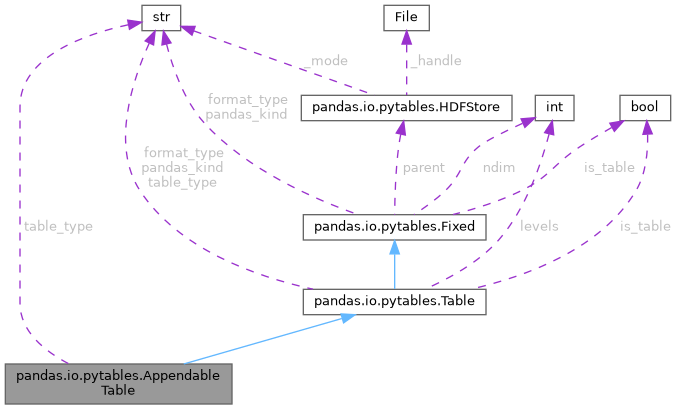 str
File
_mode
_handle
format_type
pandas_kind
pandas.io.pytables.HDFStore
int
bool
format_type
pandas_kind
table_type
parent
ndim
is_table
table_type
pandas.io.pytables.Fixed
levels
is_table
pandas.io.pytables.Table
pandas.io.pytables.Appendable
Table